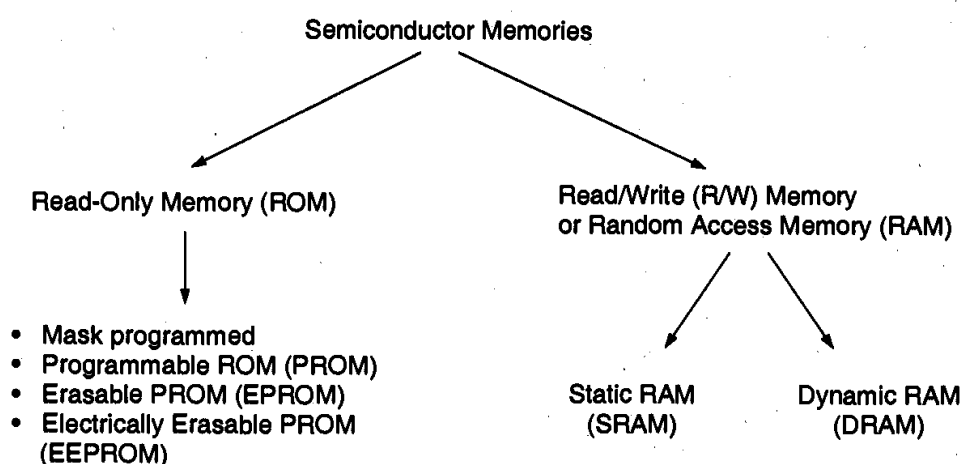 Semiconductor Memories
Read-Only Memory (ROM)
Read/Write (R/W) Memory
or Random Access Memory (RAM)
• Mask programmed
• Programmable ROM (PROM)
• Erasable PROM (EPROM)
• Electrically Erasable PROM
(EEPROM)
Static RAM
(SRAM)
Dynamic RAM
(DRAM)